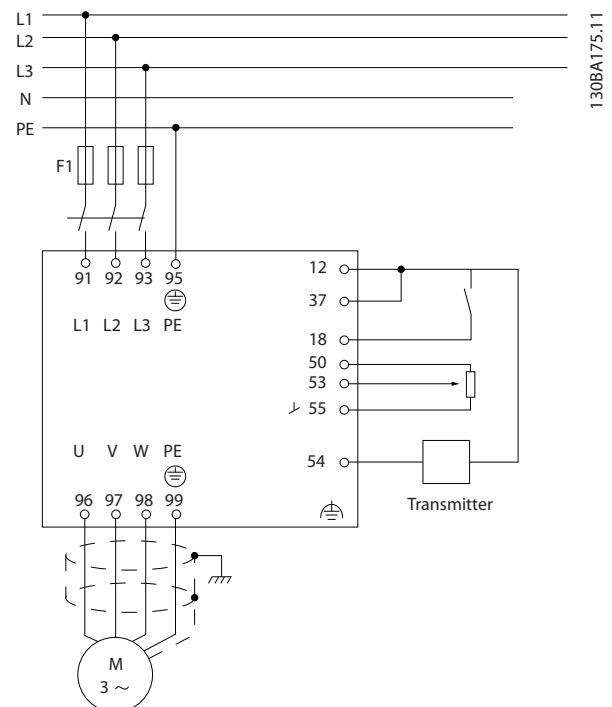 L1
L2
L3
N
PE
130BA175.11
F1
91 92 93 95
L1 L2 L3 PE
12
37
18
50
53
55
54
Transmitter
U V W PE
96 97 98 99
M
3 ~